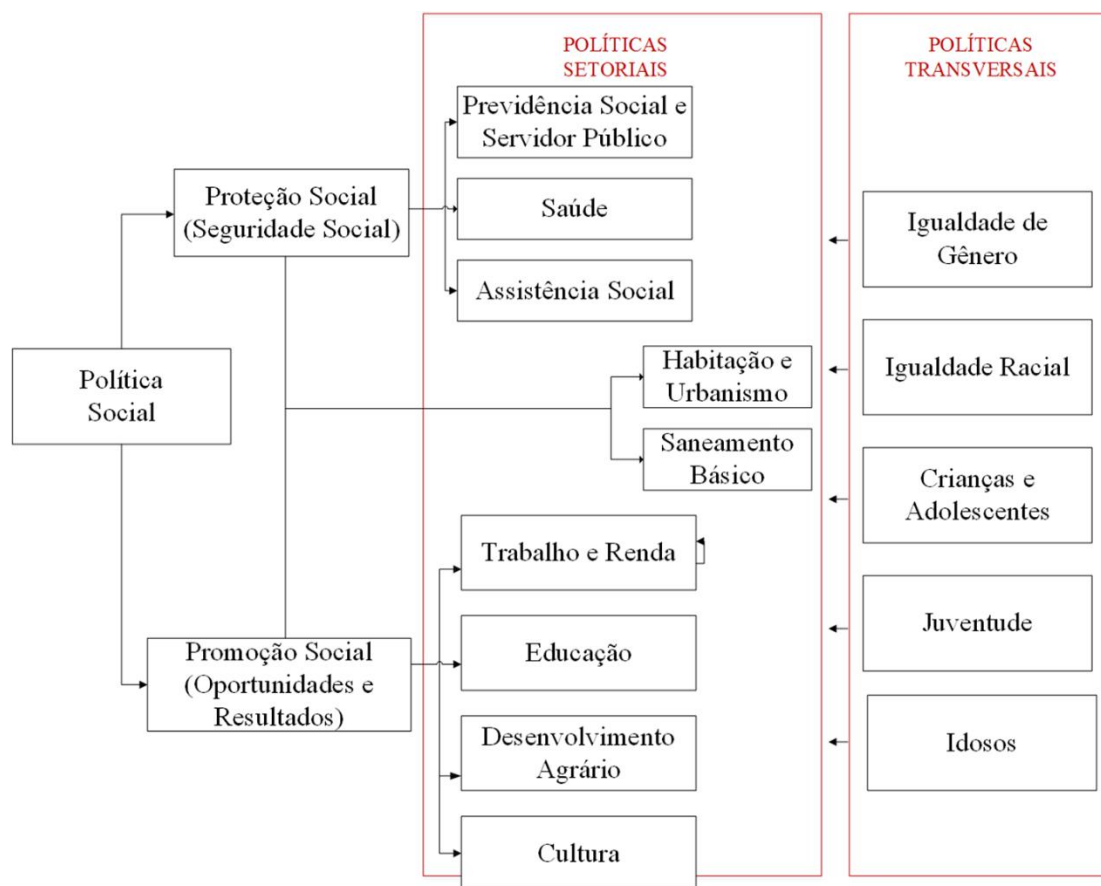 POLÍTICAS
SETORIAIS
POLÍTICAS
TRANSVERSAIS
Previdência Social e
Servidor Público
Proteção Social
(Seguridade Social)
Saúde
Igualdade de
Gênero
Assistência Social
Política
Social
Habitação e
Urbanismo
Igualdade Racial
Saneamento
Básico
Crianças e
Adolescentes
Trabalho e Renda
Juventude
Promoção Social
(Oportunidades e
Resultados)
Educação
Desenvolvimento
Agrário
Idosos
Cultura